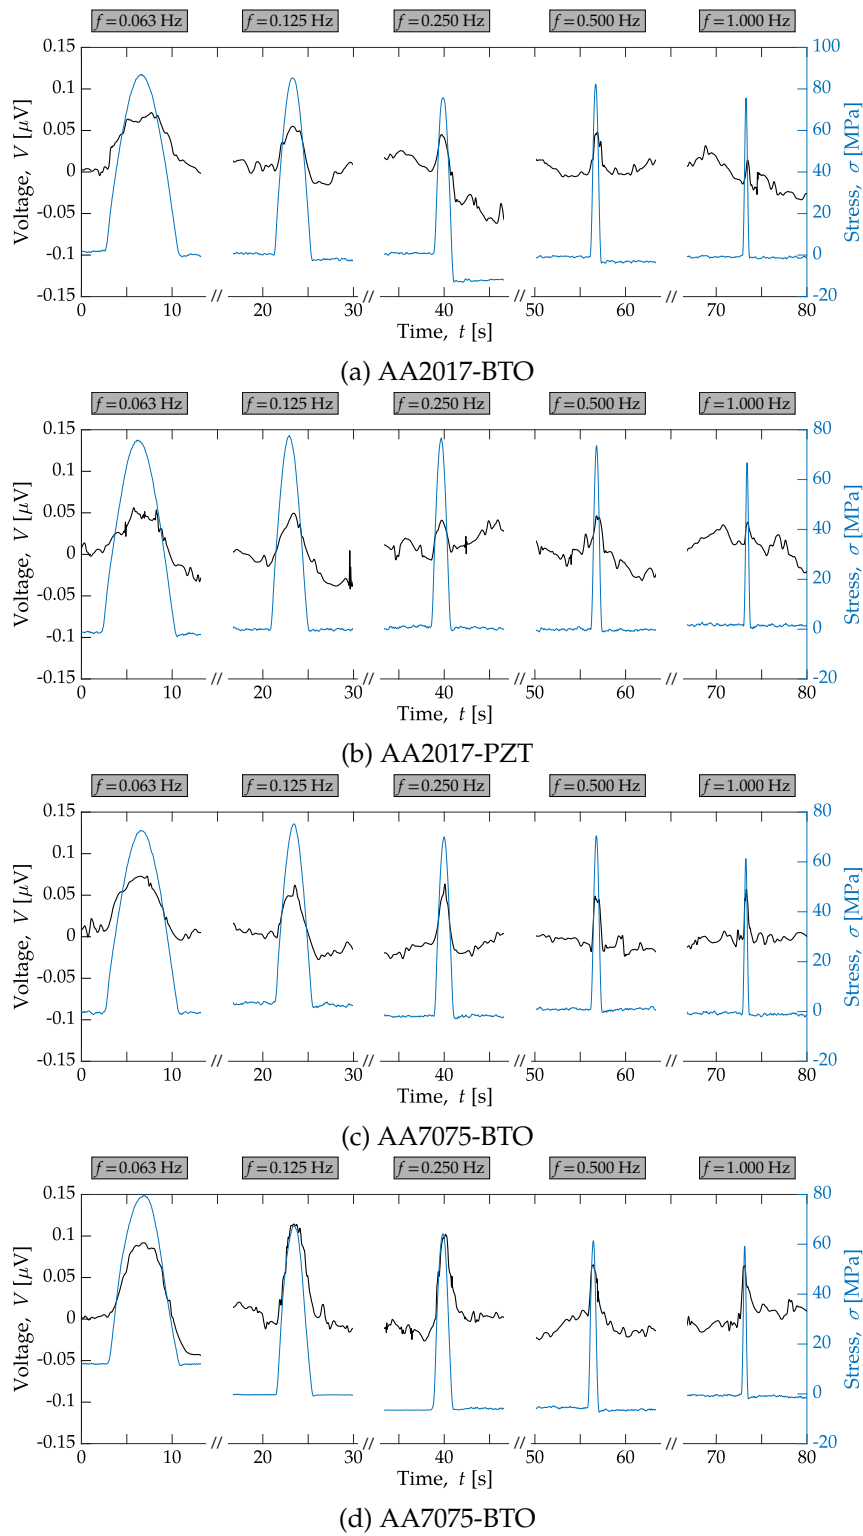 f = 0.063 Hz f = 0.125 Hz f = 0.250 Hz f = 0.500 Hz f = 1.000 Hz
0.15 100
0.1 80
0.05 60
0 40
-0.05 20
-0.1 0
-0.15 -20
Voltage, V [μV]
Stress, σ [MPa]
0 10 // 20 30 // 40 // 50 60 // 70 80
Time, t [s]
(a) AA2017-BTO
f = 0.063 Hz f = 0.125 Hz f = 0.250 Hz f = 0.500 Hz f = 1.000 Hz
0.15 80
0.1 60
0.05 40
0 20
-0.05 0
-0.1 -20
-0.15
Voltage, V [μV]
Stress, σ [MPa]
0 10 // 20 30 // 40 // 50 60 // 70 80
Time, t [s]
(b) AA2017-PZT
f = 0.063 Hz f = 0.125 Hz f = 0.250 Hz f = 0.500 Hz f = 1.000 Hz
0.15 80
0.1 60
0.05 40
0 20
-0.05 0
-0.1 -20
-0.15
Voltage, V [μV]
Stress, σ [MPa]
0 10 // 20 30 // 40 // 50 60 // 70 80
Time, t [s]
(c) AA7075-BTO
f = 0.063 Hz f = 0.125 Hz f = 0.250 Hz f = 0.500 Hz f = 1.000 Hz
0.15 80
0.1 60
0.05 40
0 20
-0.05 0
-0.1 -20
-0.15
Voltage, V [μV]
Stress, σ [MPa]
0 10 // 20 30 // 40 // 50 60 // 70 80
Time, t [s]
(d) AA7075-BTO